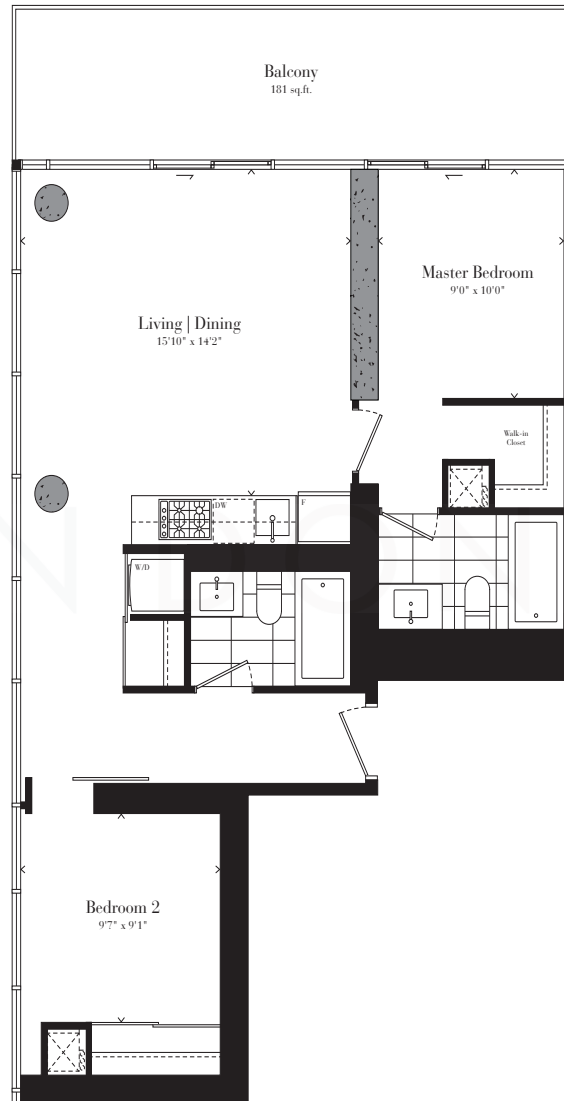 Balcony
181 sq.ft.
Master Bedroom
9'0" x 10'0"
Living | Dining
15'10" x 14'2"
Walk-in
Closet
DW
F
W/D
Bedroom 2
9'7" x 9'1"